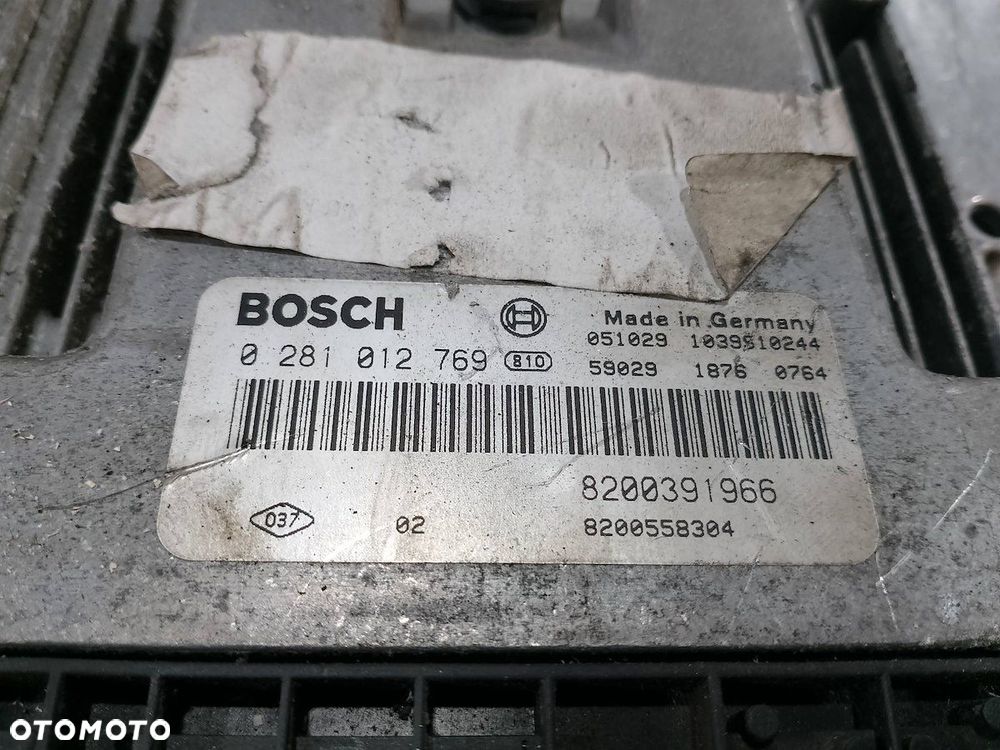 BOSCH
Made in Germany
051029 1039S10244
0 281 012 769 810
59029 1876 0764
8200391966
037 02 8200558304
OTOMOTO